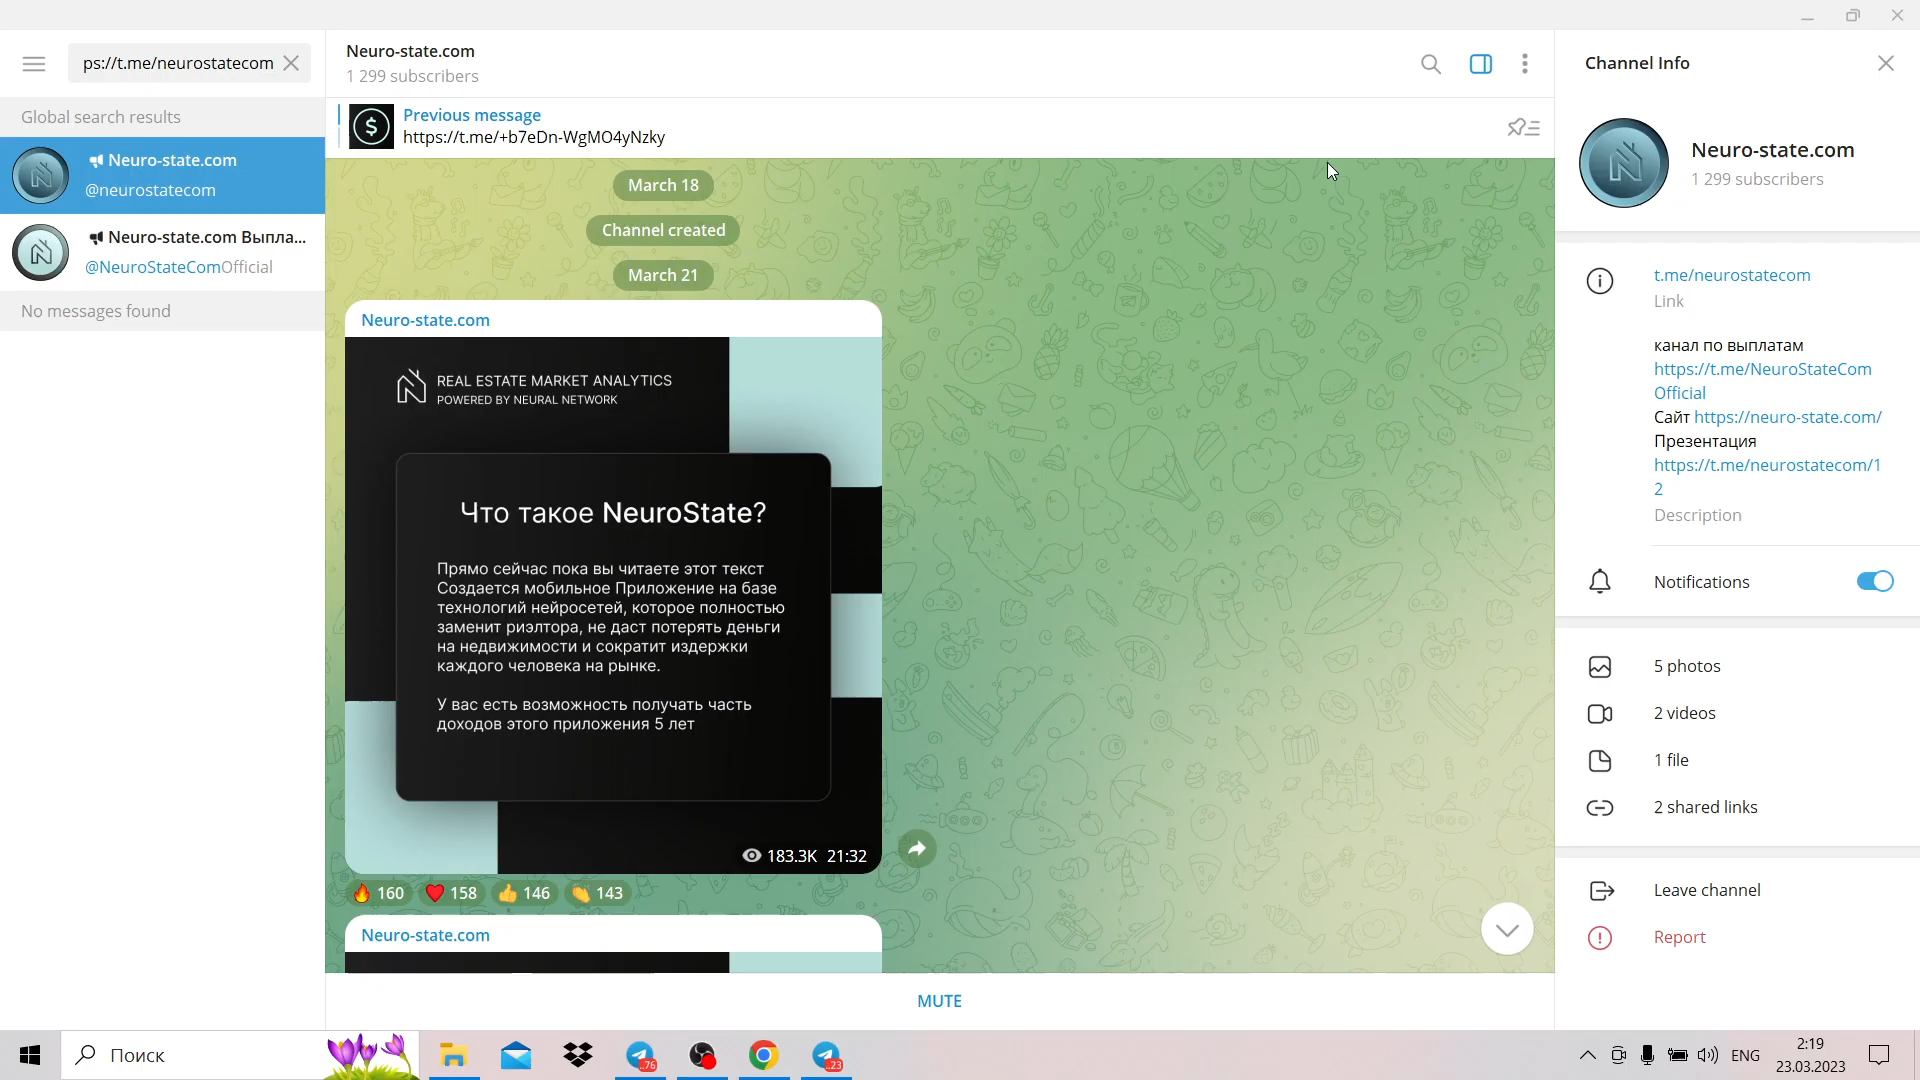 ps://t.me/neurostatecom
Global search results
Neuro-state.com
@neurostatecom
Neuro-state.com Выпла...
@NeuroStateComOfficial
No messages found
Neuro-state.com
1 299 subscribers
Previous message
https://t.me/+b7eDn-WgMO4yNzky
March 18
Channel created
March 21
Neuro-state.com
REAL ESTATE MARKET ANALYTICS
POWERED BY NEURAL NETWORK
Что такое NeuroState?
Прямо сейчас пока вы читаете этот текст
Создается мобильное Приложение на базе
технологий нейросетей, которое полностью
заменит риэлтора, не даст потерять деньги
на недвижимости и сократит издержки
каждого человека на рынке.
У вас есть возможность получать часть
доходов этого приложения 5 лет
183.3K 21:32
160 158 146 143
Neuro-state.com
MUTE
Channel Info
Neuro-state.com
1 299 subscribers
t.me/neurostatecom
Link
канал по выплатам
https://t.me/NeuroStateCom
Official
Сайт https://neuro-state.com/
Презентация
https://t.me/neurostatecom/1
2
Description
Notifications
5 photos
2 videos
1 file
2 shared links
Leave channel
Report
Поиск
..76
..23
ENG
2:19
23.03.2023